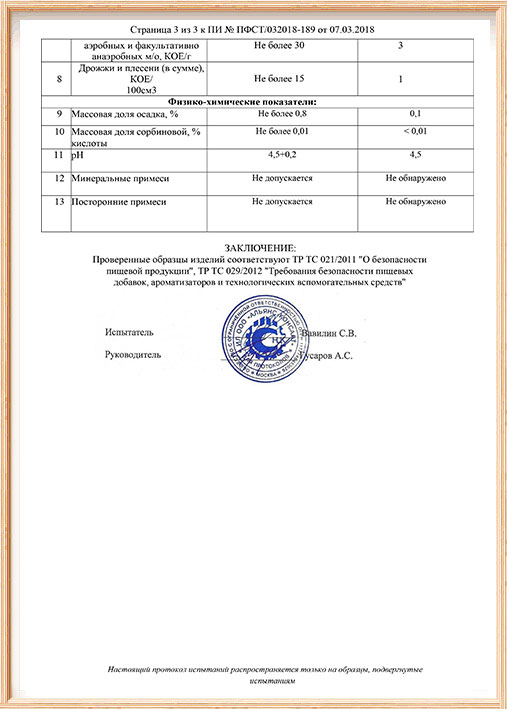 Страница 3 из 3 к ПИ № ПФСТ/032018-189 от 07.03.2018
аэробных и факультативно Не более 30 3
анаэробных м/о, КОЕ/г
8 Дрожжи и плесени (в сумме), Не более 15 1
КОЕ/
100см3
Физико-химические показатели:
9 Массовая доля осадка, % Не более 0,8 0,1
10 Массовая доля сорбиновой, % Не более 0,01 < 0,01
кислоты
11 pH 4,5+0,2 4,5
12 Минеральные примеси Не допускается Не обнаружено
13 Посторонние примеси Не допускается Не обнаружено
ЗАКЛЮЧЕНИЕ:
Проверенные образцы изделий соответствуют ТР ТС 021/2011 "О безопасности
пищевой продукции", ТР ТС 029/2012 "Требования безопасности пищевых
добавок, ароматизаторов и технологических вспомогательных средств"
Испытатель Вавилин С.В.
Руководитель Гусаров А.С.
ПРОТОКОЛОВ
МОСКВА
Настоящий протокол испытаний распространяется только на образцы, подвергнутые
испытаниям